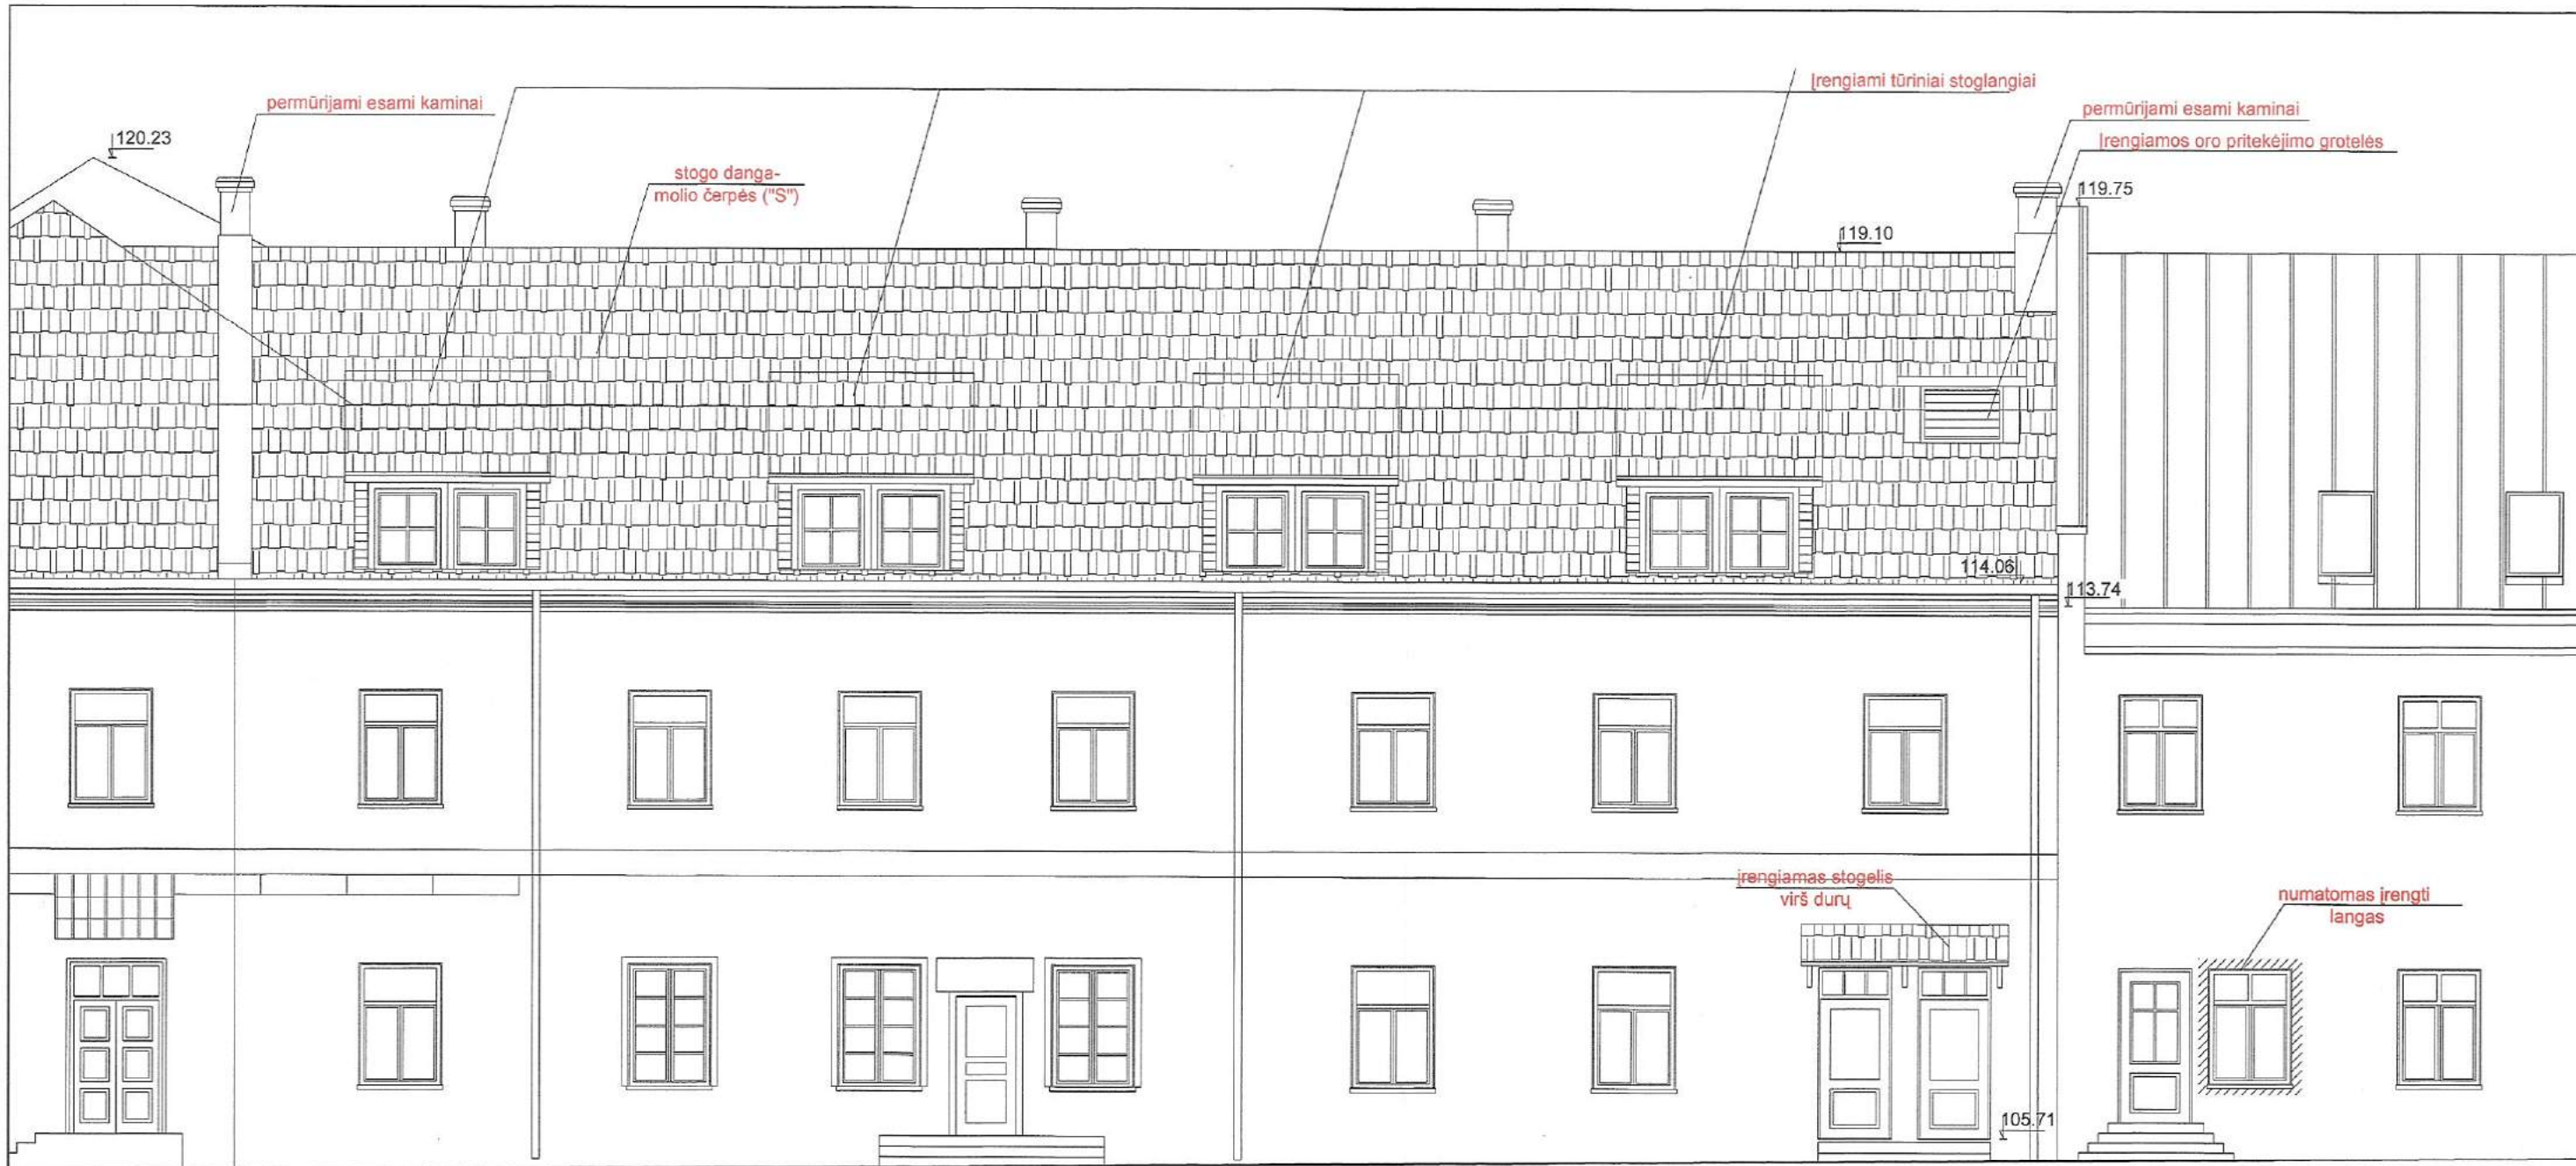 Įrengiami tūriniai stoglangiai
permūrijami esami kaminai
permūrijami esami kaminai
120.23
Įrengiamos oro pritekėjimo grotelės
stogo danga-
molio čerpės ("S")
119.75
119.10
114.06
113.74
įrengiamas stogelis
virš durų
numatomas įrengti
langas
105.71